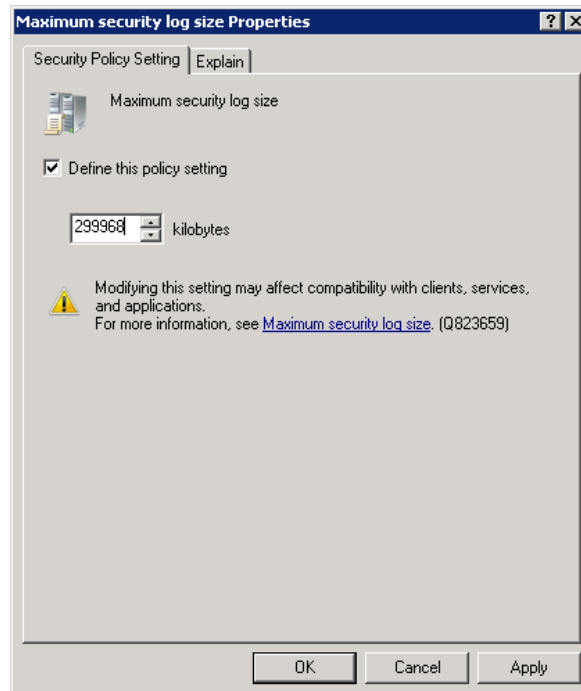 Maximum security log size Properties
Security Policy Setting
Explain
Maximum security log size
Define this policy setting
299968 kilobytes
Modifying this setting may affect compatibility with clients, services,
and applications.
For more information, see Maximum security log size. (Q823659)
OK
Cancel
Apply